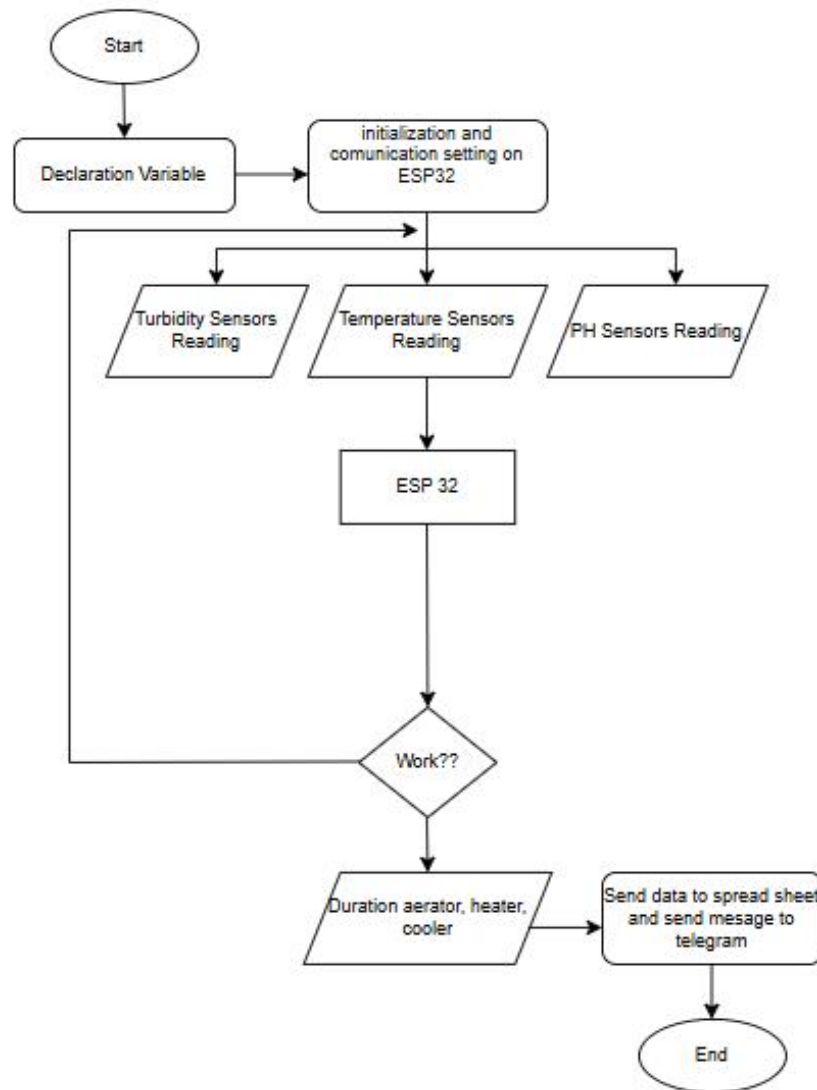 Start
Declaration Variable
initialization and
comunication setting on
ESP32
Turbidity Sensors
Reading
Temperature Sensors
Reading
PH Sensors Reading
ESP 32
Work??
Duration aerator, heater,
cooler
Send data to spread sheet
and send mesage to
telegram
End